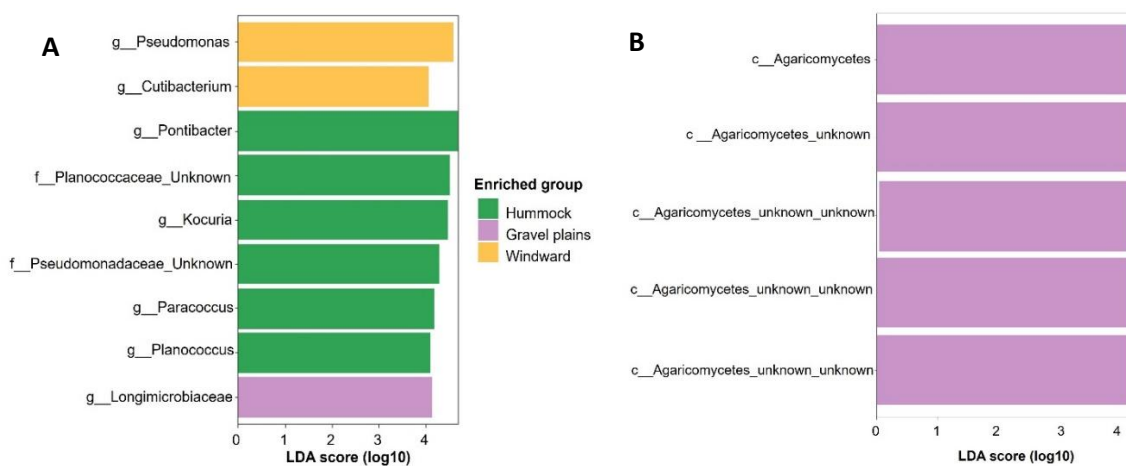 A
g__Pseudomonas
g__Cutibacterium
g__Pontibacter
f__Planococcaceae_Unknown
g__Kocuria
f__Pseudomonadaceae_Unknown
g__Paracoccus
g__Planococcus
g__Longimicrobiaceae
0 1 2 3 4
LDA score (log10)
Enriched group
Hummock
Gravel plains
Windward
B
c__Agaricomycetes
c__Agaricomycetes_unknown
c__Agaricomycetes_unknown_unknown
c__Agaricomycetes_unknown_unknown
c__Agaricomycetes_unknown_unknown
0 1 2 3 4
LDA score (log10)